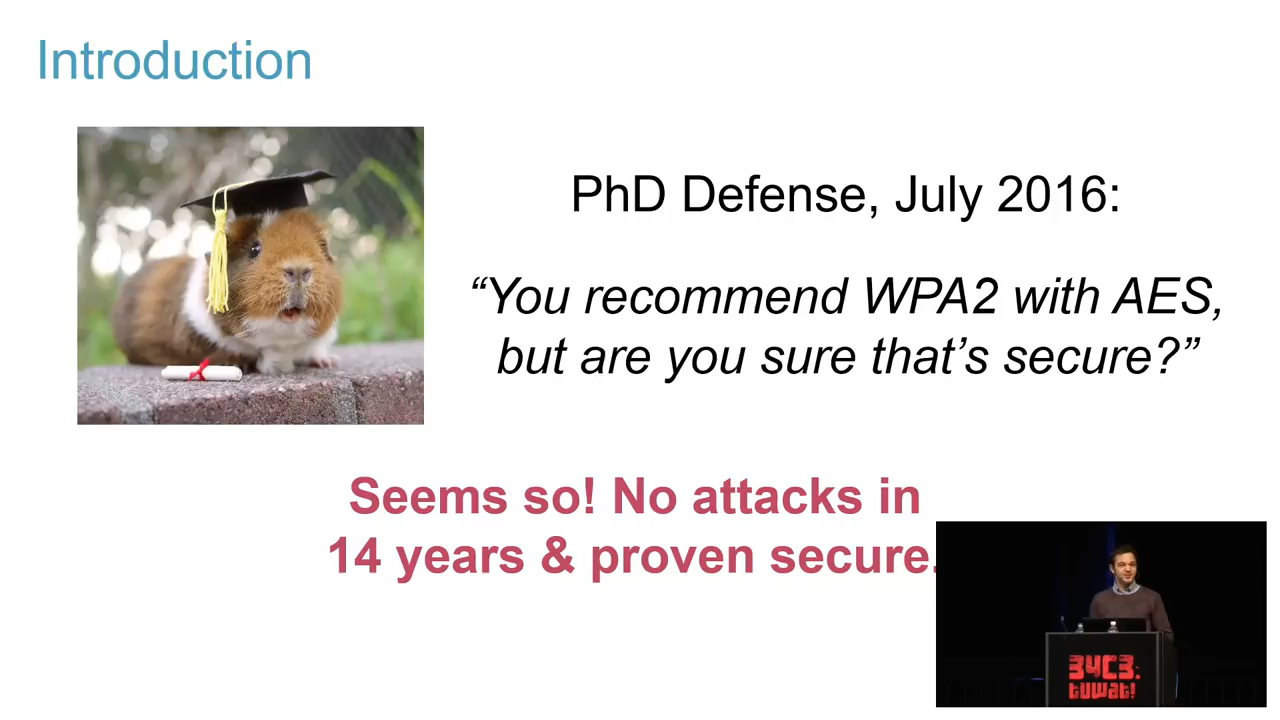 Introduction
PhD Defense, July 2016:
“You recommend WPA2 with AES,
but are you sure that’s secure?”
Seems so! No attacks in
14 years & proven secure.
34C3:
tuwat!